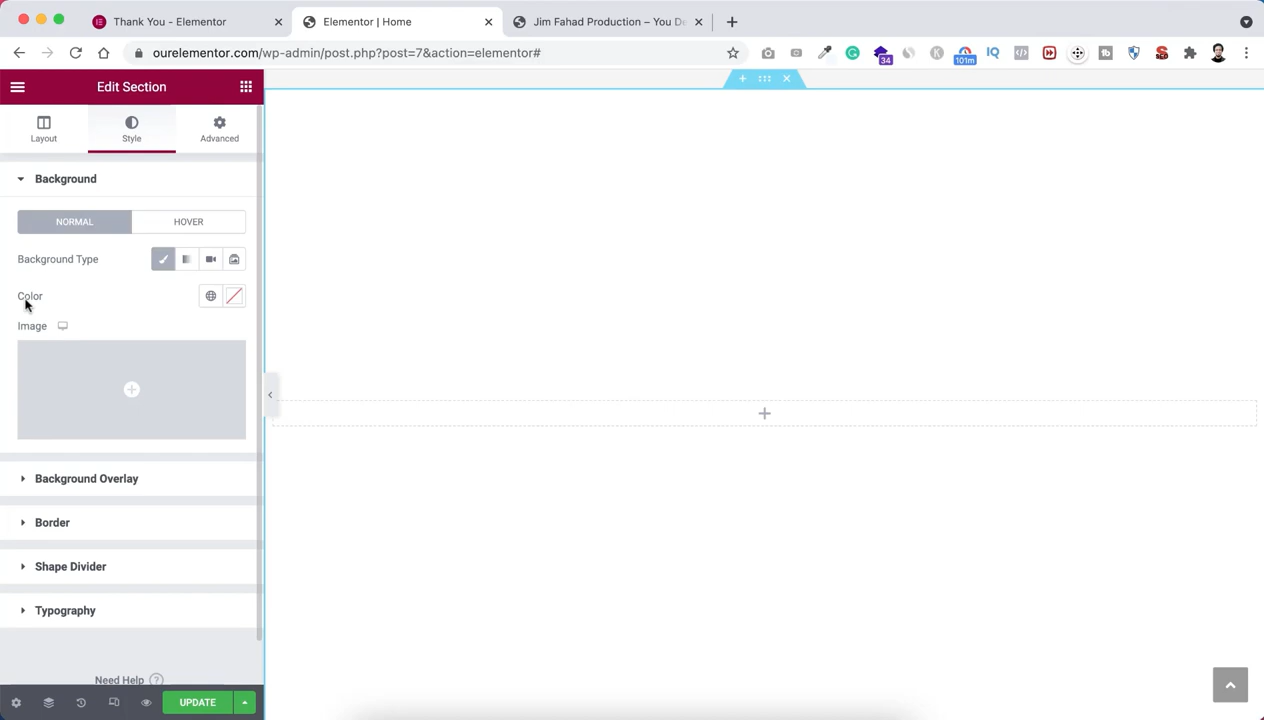 Thank You - Elementor
Elementor | Home
Jim Fahad Production – You De
ourelementor.com/wp-admin/post.php?post=7&action=elementor#
34
101m
IQ
Edit Section
Layout
Style
Advanced
Background
NORMAL
HOVER
Background Type
Color
Image
Background Overlay
Border
Shape Divider
Typography
Need Help ?
UPDATE